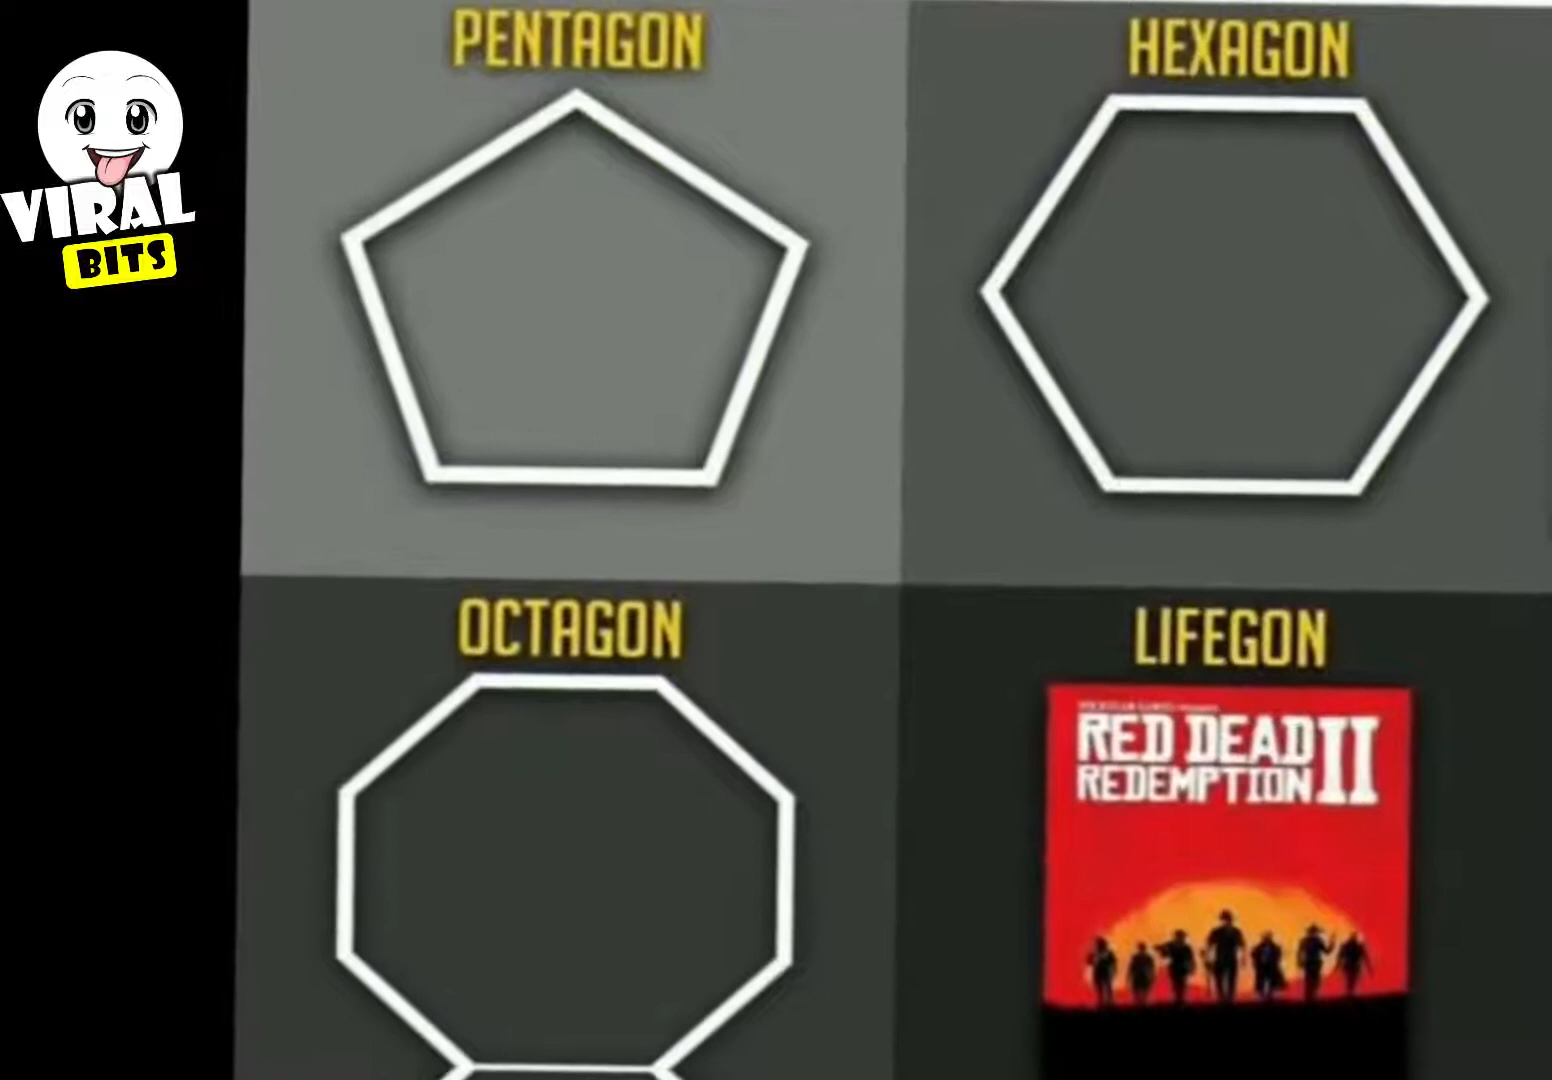 PENTAGON
HEXAGON
VIRAL
BITS
OCTAGON
LIFEGON
RED DEAD
REDEMPTION II